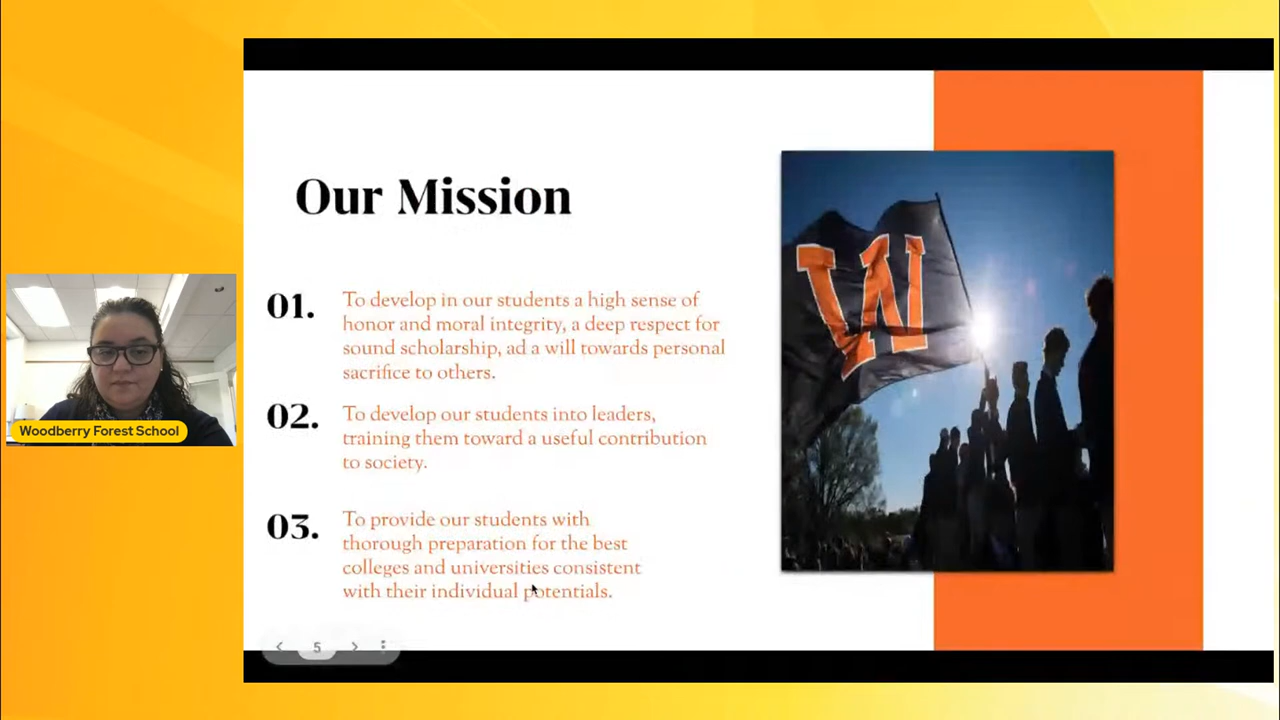 Our Mission
01.
To develop in our students a high sense of
honor and moral integrity, a deep respect for
sound scholarship, ad a will towards personal
sacrifice to others.
02.
To develop our students into leaders,
training them toward a useful contribution
to society.
03.
To provide our students with
thorough preparation for the best
colleges and universities consistent
with their individual potentials.
W
Woodberry Forest School
5